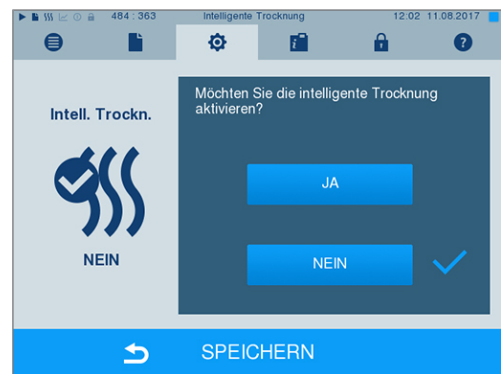 484 : 363 Intelligente Trocknung 12:02 11.08.2017
Intell. Trockn.
NEIN
Möchten Sie die intelligente Trocknung
aktivieren?
JA
NEIN
SPEICHERN